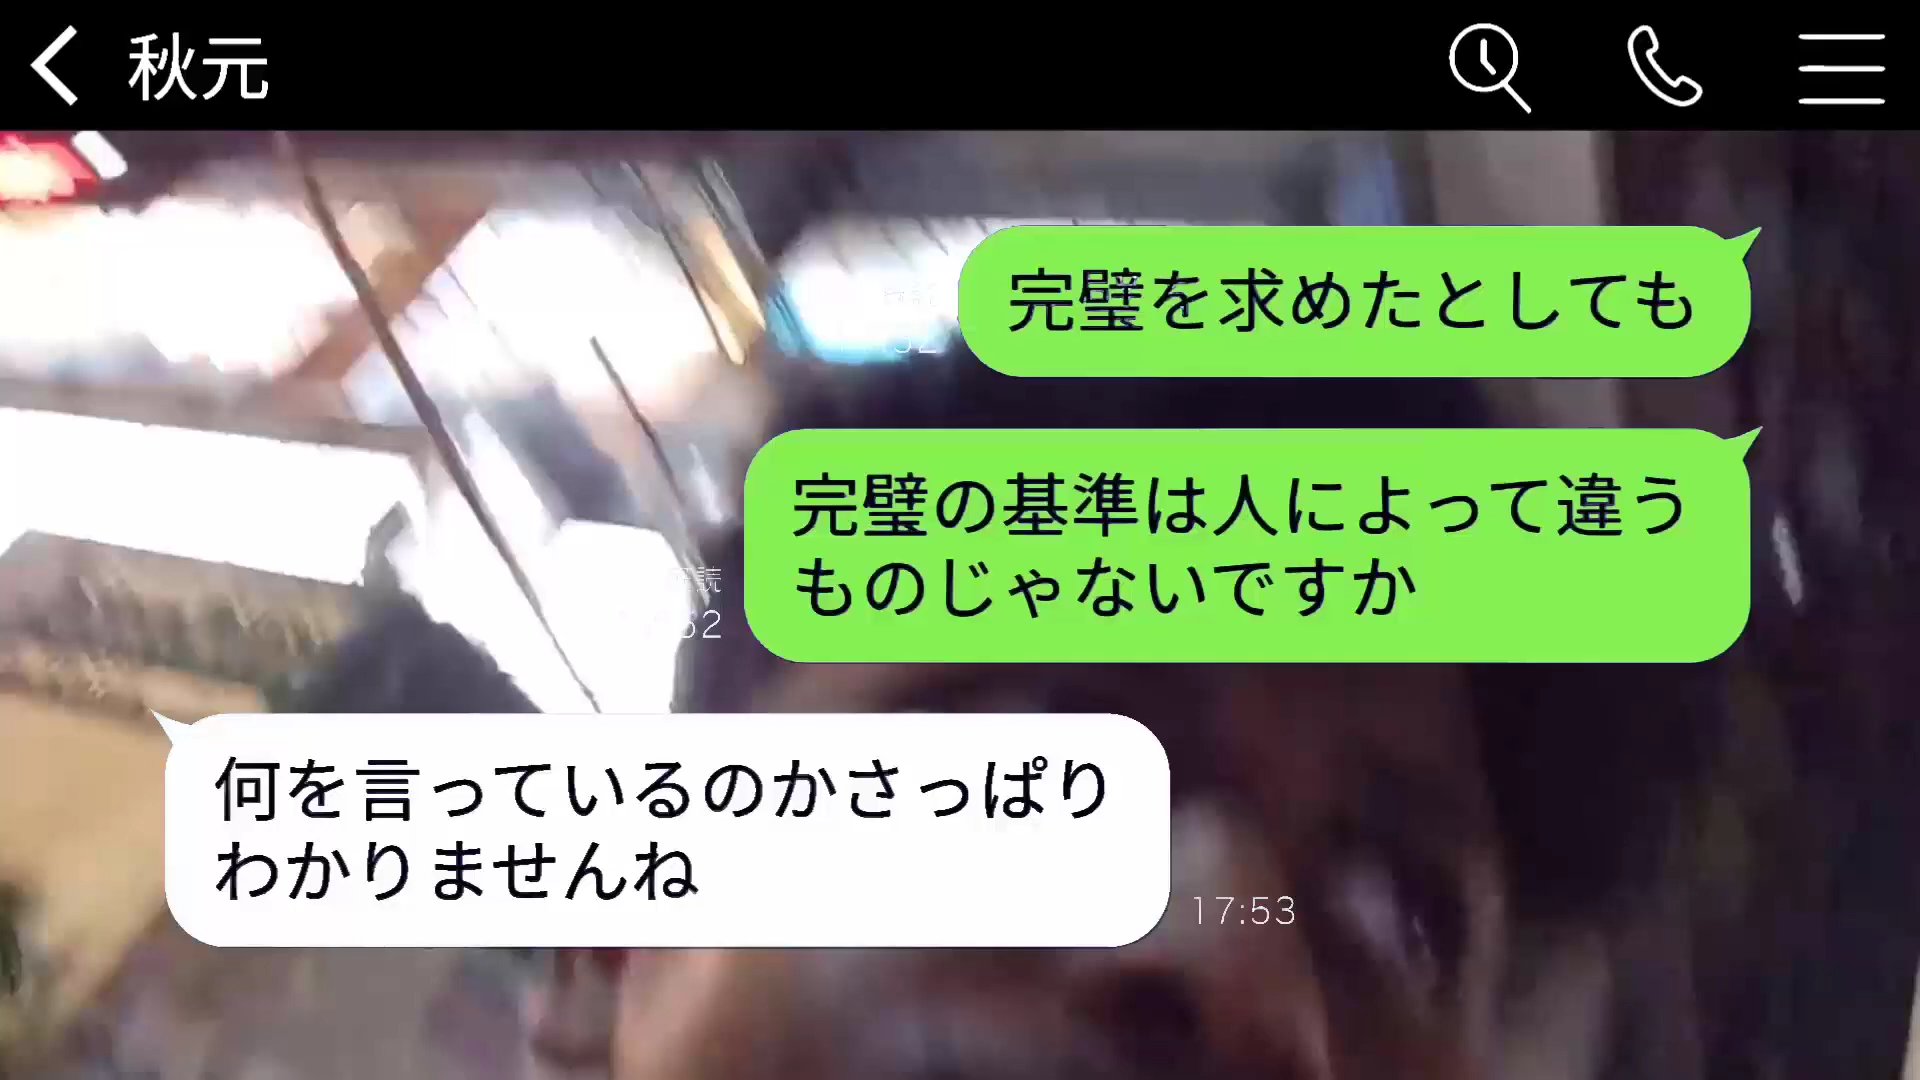 秋元
完璧を求めたとしても
完璧の基準は人によって違う
ものじゃないですか
何を言っているのかさっぱり
わかりませんね
17:53